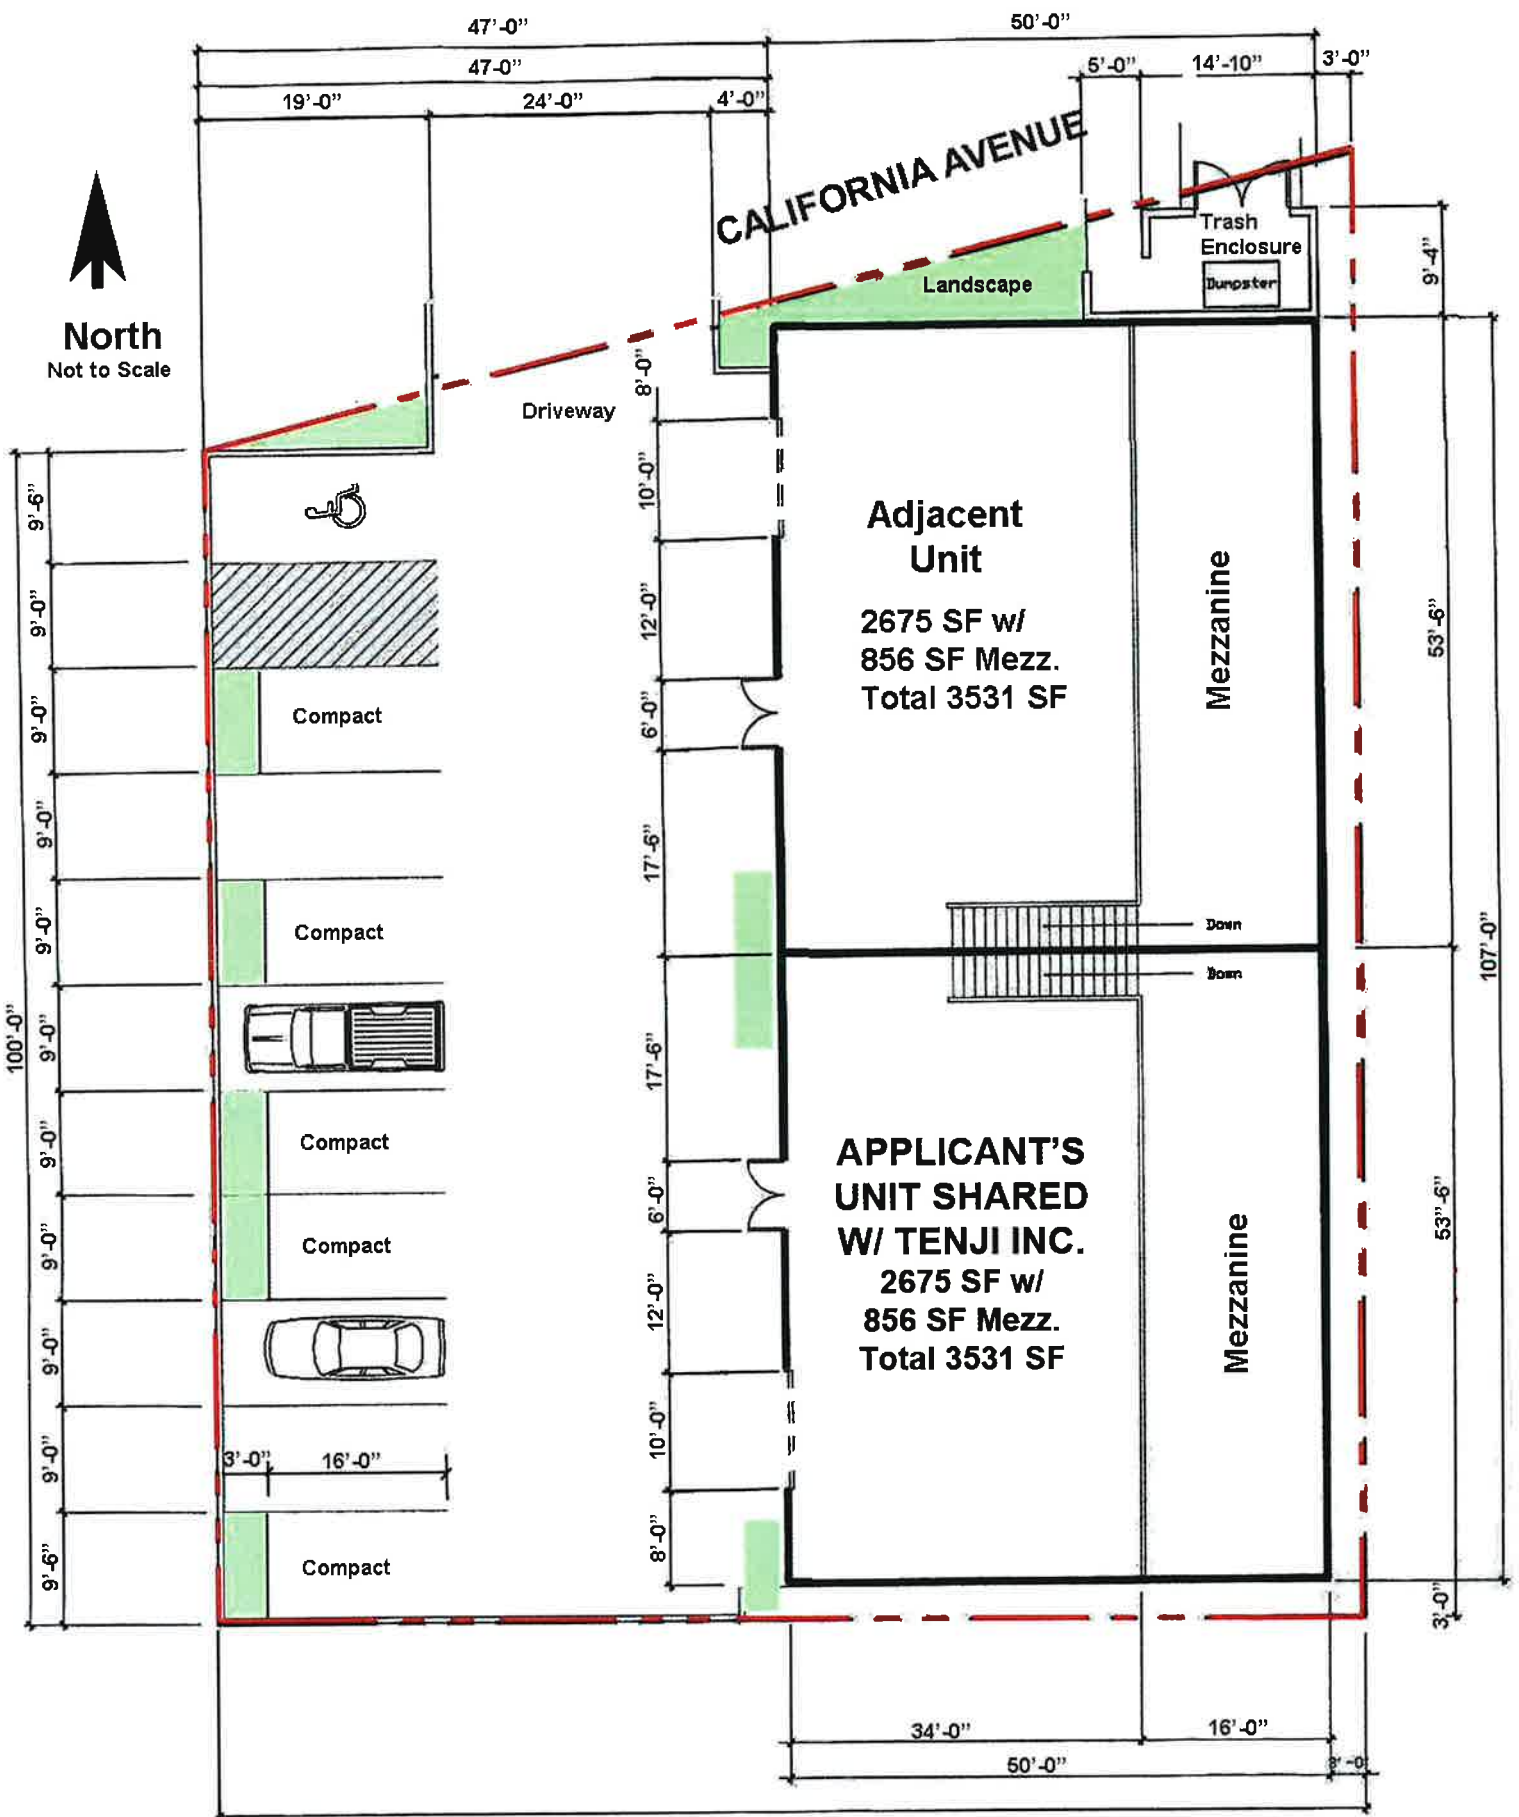 47'-0"
50'-0"
47-0"
5'-0"
14'-10"
3'-0"
19'-0"
24'-0"
4'-0"
CALIFORNIA AVENUE
Trash
Enclosure
Dumpster
9'-4"
Landscape
North
Not to Scale
Driveway
8'-0"
9'-6"
10'-0"
Adjacent
Unit
2675 SF w/
856 SF Mezz.
Total 3531 SF
Mezzanine
53'-6"
9'-0"
12'-0"
9'-0"
Compact
6'-0"
9'-0"
17'-6"
9'-0"
Compact
Down
Down
107'-0"
100'-0"
9'-0"
17'-6"
9'-0"
Compact
APPLICANT'S
UNIT SHARED
W/ TENJI INC.
2675 SF w/
856 SF Mezz.
Total 3531 SF
Mezzanine
53"-6"
6'-0"
9'-0"
Compact
12'-0"
9'-0"
9'-0"
3'-0"
16'-0"
10'-0"
9'-6"
Compact
8'-0"
3'-0"
34'-0"
16'-0"
50'-0"